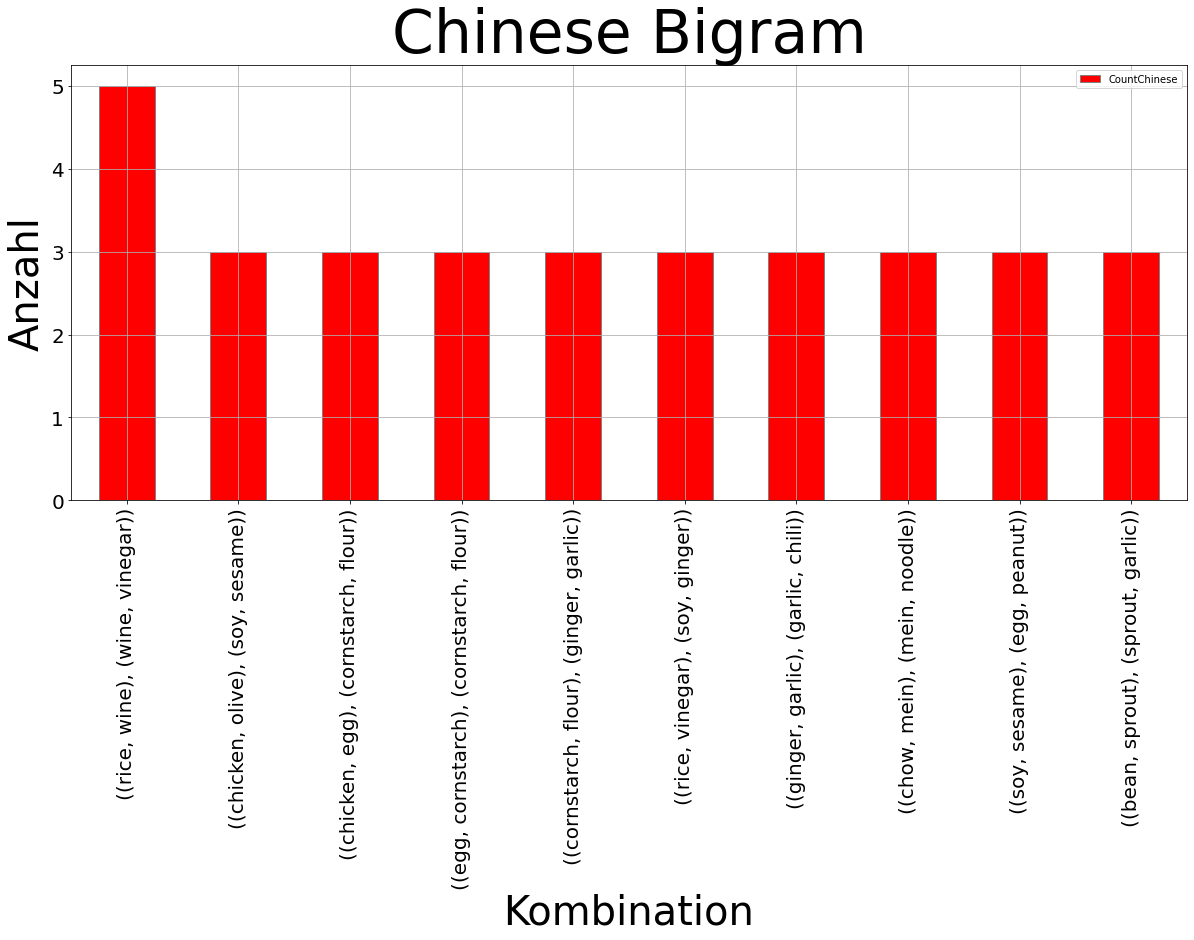 Chinese Bigram
CountChinese
Anzahl
5
4
3
2
1
0
((rice, wine), (wine, vinegar))
((chicken, olive), (soy, sesame))
((chicken, egg), (cornstarch, flour))
((egg, cornstarch), (cornstarch, flour))
((cornstarch, flour), (ginger, garlic))
((rice, vinegar), (soy, ginger))
((ginger, garlic), (garlic, chili))
((chow, mein), (mein, noodle))
((soy, sesame), (egg, peanut))
((bean, sprout), (sprout, garlic))
Kombination